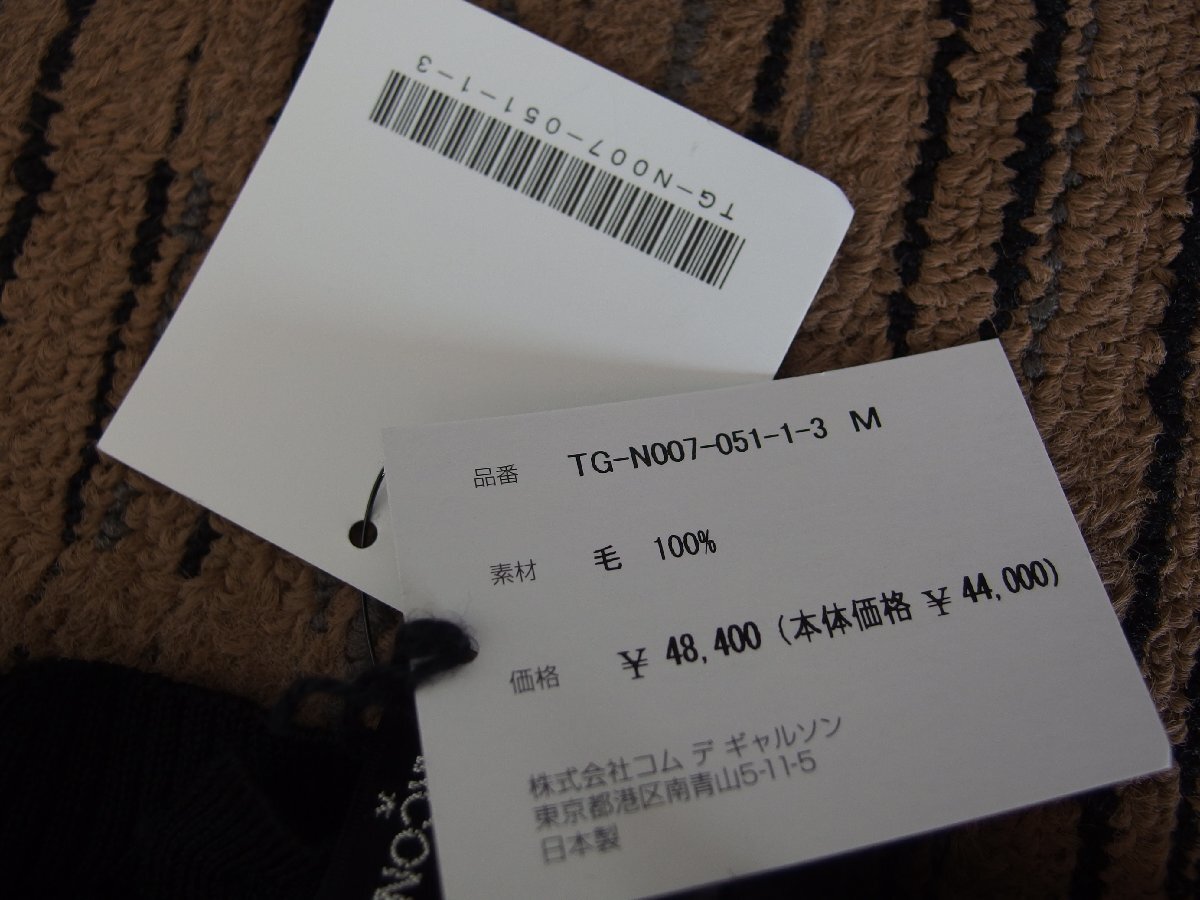 TG-N007-051-1-3
品番 TG-N007-051-1-3 M
素材 毛 100%
価格 ¥ 48,400 (本体価格 ¥ 44,000)
株式会社コム デ ギャルソン
東京都港区南青山5-11-5
日本製